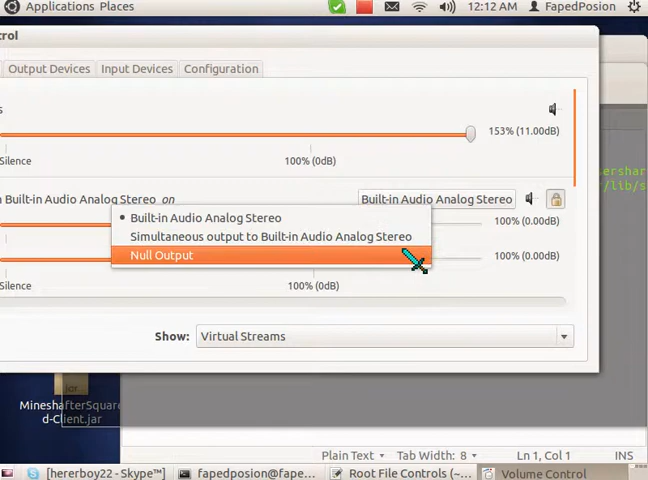 Applications Places
12:12 AM
FapedPosion
trol
Output Devices
Input Devices
Configuration
s
153% (11.00dB)
Silence
100% (0dB)
n Built-in Audio Analog Stereo on
Built-in Audio Analog Stereo
Built-in Audio Analog Stereo
100% (0.00dB)
Simultaneous output to Built-in Audio Analog Stereo
Null Output
100% (0.00dB)
Silence
100% (0dB)
Show:
Virtual Streams
ershar
/lib/s
jar
MineshafterSquare
d-Client.jar
Plain Text
Tab Width: 8
Ln 1, Col 1
INS
[hererboy22 - Skype™]
fapedposion@fape...
Root File Controls (~...
Volume Control